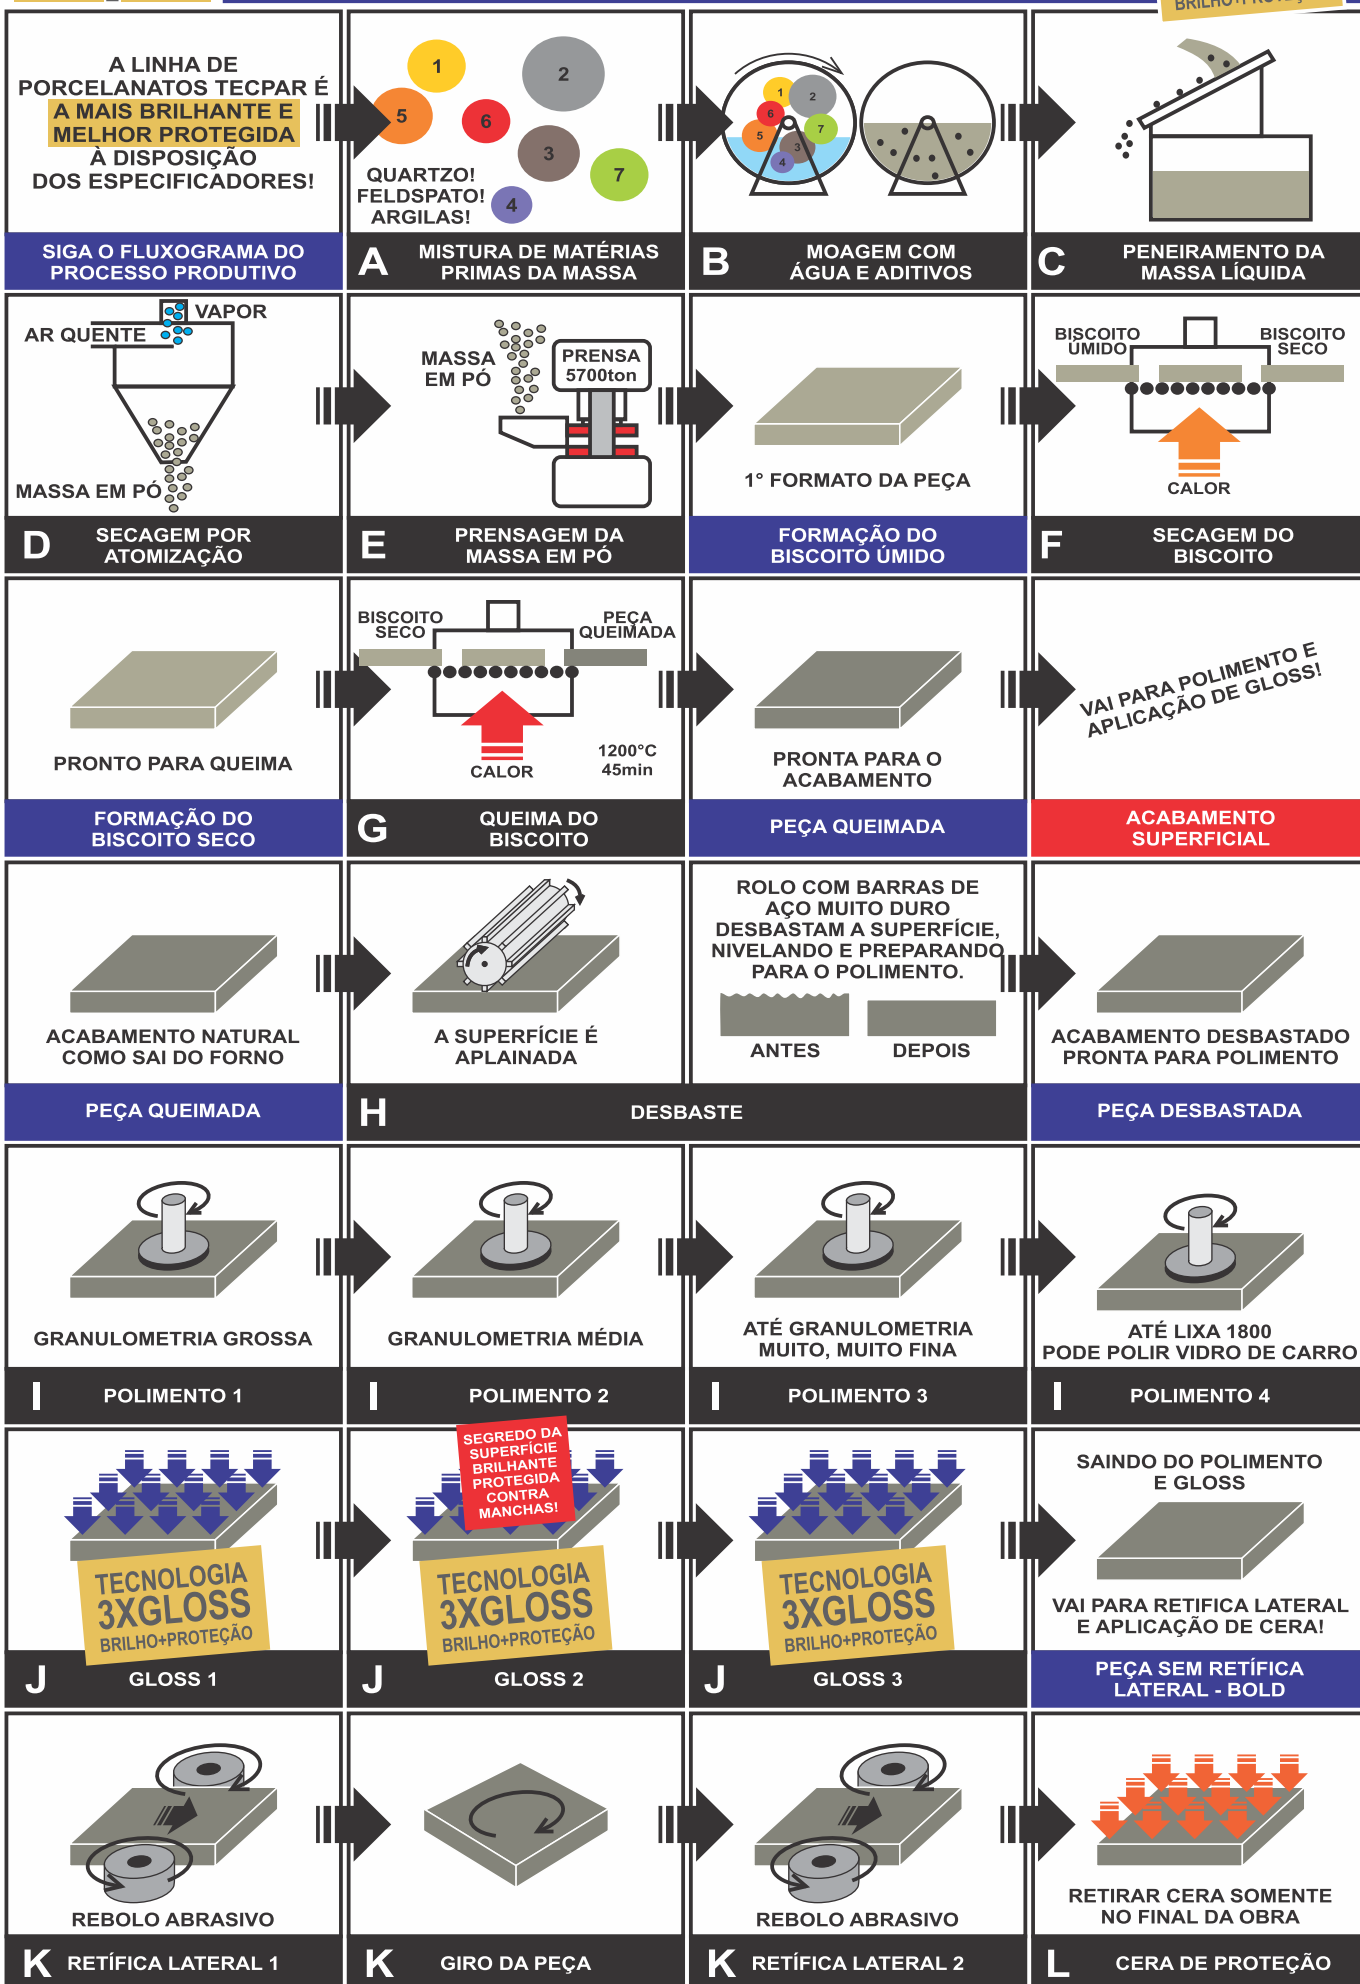 BRILHO+PROTEÇÃO
A LINHA DE
PORCELANATOS TECPAR É
A MAIS BRILHANTE E
MELHOR PROTEGIDA
À DISPOSIÇÃO
DOS ESPECIFICADORES!
SIGA O FLUXOGRAMA DO
PROCESSO PRODUTIVO
1
2
5
6
3
7
4
QUARTZO!
FELDSPATO!
ARGILAS!
A
MISTURA DE MATÉRIAS
PRIMAS DA MASSA
1
2
6
5
7
3
4
B
MOAGEM COM
ÁGUA E ADITIVOS
C
PENEIRAMENTO DA
MASSA LÍQUIDA
VAPOR
AR QUENTE
MASSA EM PÓ
D
SECAGEM POR
ATOMIZAÇÃO
MASSA
EM PÓ
PRENSA
5700ton
E
PRENSAGEM DA
MASSA EM PÓ
1° FORMATO DA PEÇA
FORMAÇÃO DO
BISCOITO ÚMIDO
BISCOITO
ÚMIDO
BISCOITO
SECO
CALOR
F
SECAGEM DO
BISCOITO
PRONTO PARA QUEIMA
FORMAÇÃO DO
BISCOITO SECO
BISCOITO
SECO
PEÇA
QUEIMADA
CALOR
1200°C
45min
G
QUEIMA DO
BISCOITO
PRONTA PARA O
ACABAMENTO
PEÇA QUEIMADA
VAI PARA POLIMENTO E
APLICAÇÃO DE GLOSS!
ACABAMENTO
SUPERFICIAL
ACABAMENTO NATURAL
COMO SAI DO FORNO
PEÇA QUEIMADA
A SUPERFÍCIE É
APLAINADA
ROLO COM BARRAS DE
AÇO MUITO DURO
DESBASTAM A SUPERFÍCIE,
NIVELANDO E PREPARANDO
PARA O POLIMENTO.
ANTES
DEPOIS
H
DESBASTE
ACABAMENTO DESBASTADO
PRONTA PARA POLIMENTO
PEÇA DESBASTADA
GRANULOMETRIA GROSSA
I
POLIMENTO 1
GRANULOMETRIA MÉDIA
I
POLIMENTO 2
ATÉ GRANULOMETRIA
MUITO, MUITO FINA
I
POLIMENTO 3
ATÉ LIXA 1800
PODE POLIR VIDRO DE CARRO
I
POLIMENTO 4
TECNOLOGIA
3XGLOSS
BRILHO+PROTEÇÃO
J
GLOSS 1
SEGREDO DA
SUPERFÍCIE
BRILHANTE
PROTEGIDA
CONTRA
MANCHAS!
TECNOLOGIA
3XGLOSS
BRILHO+PROTEÇÃO
J
GLOSS 2
TECNOLOGIA
3XGLOSS
BRILHO+PROTEÇÃO
J
GLOSS 3
SAINDO DO POLIMENTO
E GLOSS
VAI PARA RETIFICA LATERAL
E APLICAÇÃO DE CERA!
PEÇA SEM RETÍFICA
LATERAL - BOLD
REBOLO ABRASIVO
K
RETÍFICA LATERAL 1
K
GIRO DA PEÇA
REBOLO ABRASIVO
K
RETÍFICA LATERAL 2
RETIRAR CERA SOMENTE
NO FINAL DA OBRA
L
CERA DE PROTEÇÃO